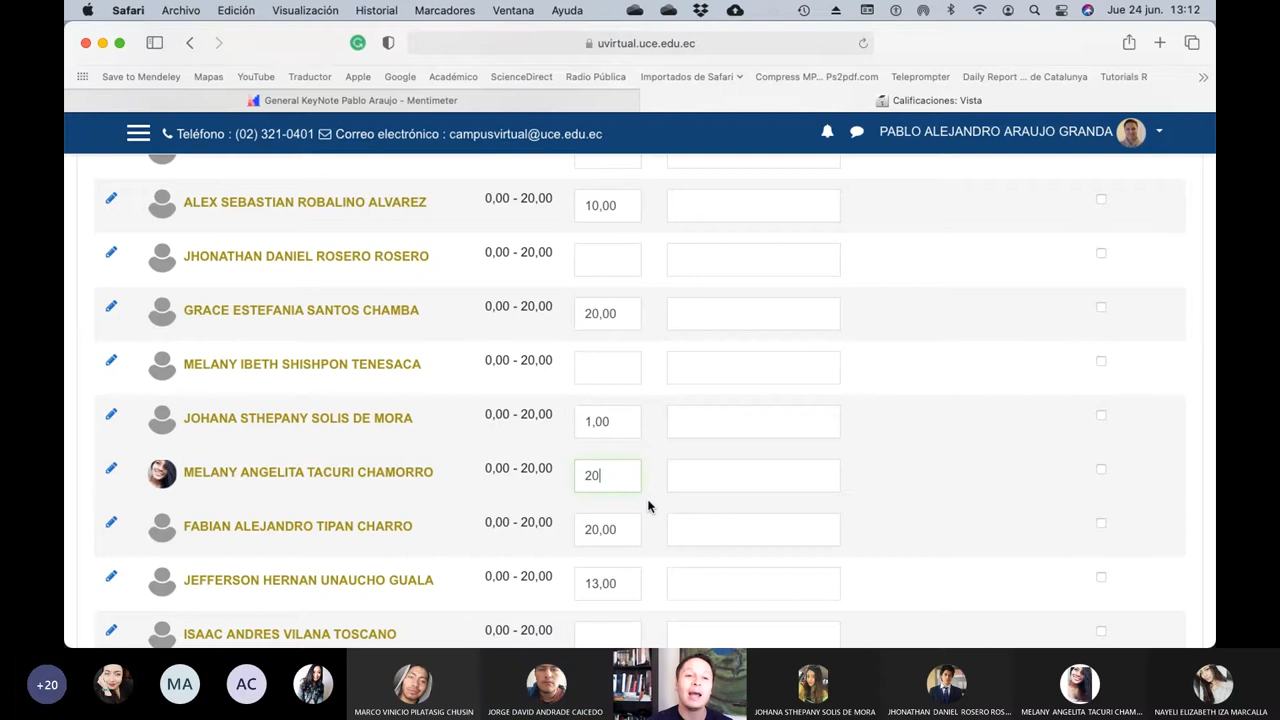 Safari Archivo Edición Visualización Historial Marcadores Ventana Ayuda Jue 24 jun. 13:12
uvirtual.uce.edu.ec
Save to Mendeley Mapas YouTube Traductor Apple Google Académico ScienceDirect Radio Pública Importados de Safari Compress MP... Ps2pdf.com Teleprompter Daily Report ... de Catalunya Tutorials R
General KeyNote Pablo Araujo - Mentimeter Calificaciones: Vista
Teléfono : (02) 321-0401 Correo electrónico : campusvirtual@uce.edu.ec PABLO ALEJANDRO ARAUJO GRANDA
ALEX SEBASTIAN ROBALINO ALVAREZ 0,00 - 20,00 10,00
JHONATHAN DANIEL ROSERO ROSERO 0,00 - 20,00
GRACE ESTEFANIA SANTOS CHAMBA 0,00 - 20,00 20,00
MELANY IBETH SHISHPON TENESACA 0,00 - 20,00
JOHANA STHEPANY SOLIS DE MORA 0,00 - 20,00 1,00
MELANY ANGELITA TACURI CHAMORRO 0,00 - 20,00 20
FABIAN ALEJANDRO TIPAN CHARRO 0,00 - 20,00 20,00
JEFFERSON HERNAN UNAUCHO GUALA 0,00 - 20,00 13,00
ISAAC ANDRES VILANA TOSCANO 0,00 - 20,00
+20 MA AC
MARCO VINICIO PILATASIG CHUSIN JORGE DAVID ANDRADE CAICEDO JOHANA STHEPANY SOLIS DE MORA JHONATHAN DANIEL ROSERO ROS... MELANY ANGELITA TACURI CHAM... NAYELI ELIZABETH IZA MARCALLA